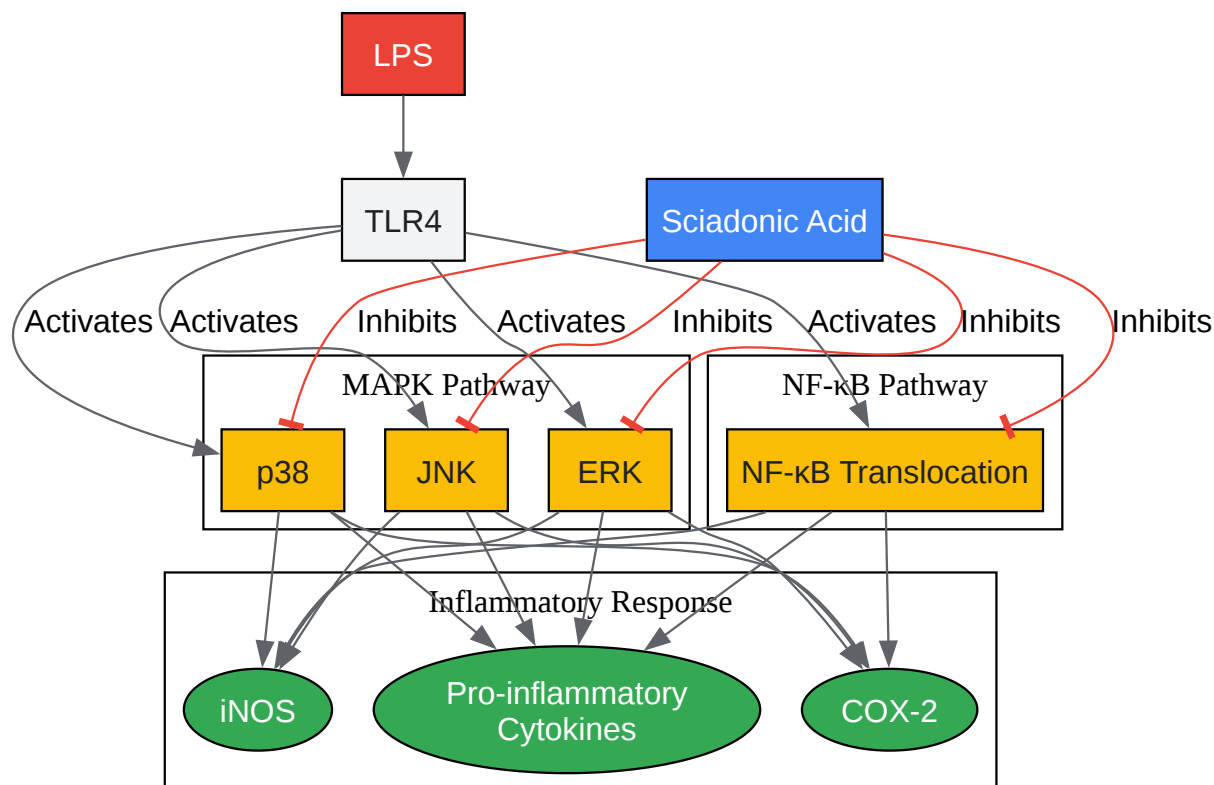 LPS
TLR4
Sciadonic Acid
Activates
Activates
Inhibits
Activates
Inhibits
Activates
Inhibits
Inhibits
MAPK Pathway
NF-κB Pathway
p38
JNK
ERK
NF-κB Translocation
Inflammatory Response
iNOS
Pro-inflammatory
Cytokines
COX-2